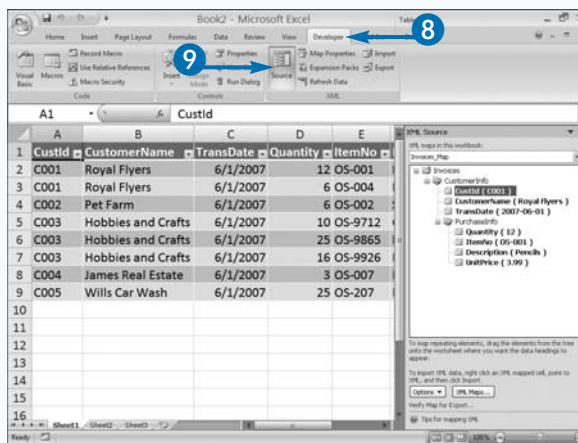 Book2 - Microsoft Excel
Table
Home Insert Page Layout Formulas Data Review View Developer
8
9
Visual Basic
Macros
Record Macro
Use Relative References
Macro Security
Code
Insert
Mode
Properties
Run Dialog
Controls
Source
Map Properties
Expansion Packs
Refresh Data
Import
Export
XML
A1 fx CustId
A B C D E
1 CustId CustomerName TransDate Quantity ItemNo
2 C001 Royal Flyers 6/1/2007 12 OS-001
3 C001 Royal Flyers 6/1/2007 6 OS-004
4 C002 Pet Farm 6/1/2007 6 OS-002
5 C003 Hobbies and Crafts 6/1/2007 10 OS-9712
6 C003 Hobbies and Crafts 6/1/2007 25 OS-9865
7 C003 Hobbies and Crafts 6/1/2007 16 OS-9926
8 C004 James Real Estate 6/1/2007 3 OS-007
9 C005 Wills Car Wash 6/1/2007 25 OS-207
10
11
12
13
14
15
16
Sheet1 Sheet2 Sheet3
Ready
XML Source
XML maps in this workbook:
Invoices_Map
Invoices
CustomerInfo
CustId ( C001 )
CustomerName ( Royal Flyers )
TransDate ( 2007-06-01 )
PurchaseInfo
Quantity ( 12 )
ItemNo ( OS-001 )
Description ( Pencils )
UnitPrice ( 3.99 )
To map repeating elements, drag the elements from the tree
onto the worksheet where you want the data headings to
appear.
To import XML data, right click an XML mapped cell, point to
XML, and then click Import.
Options XML Maps...
Verify Map for Export...
Tips for mapping XML
100%